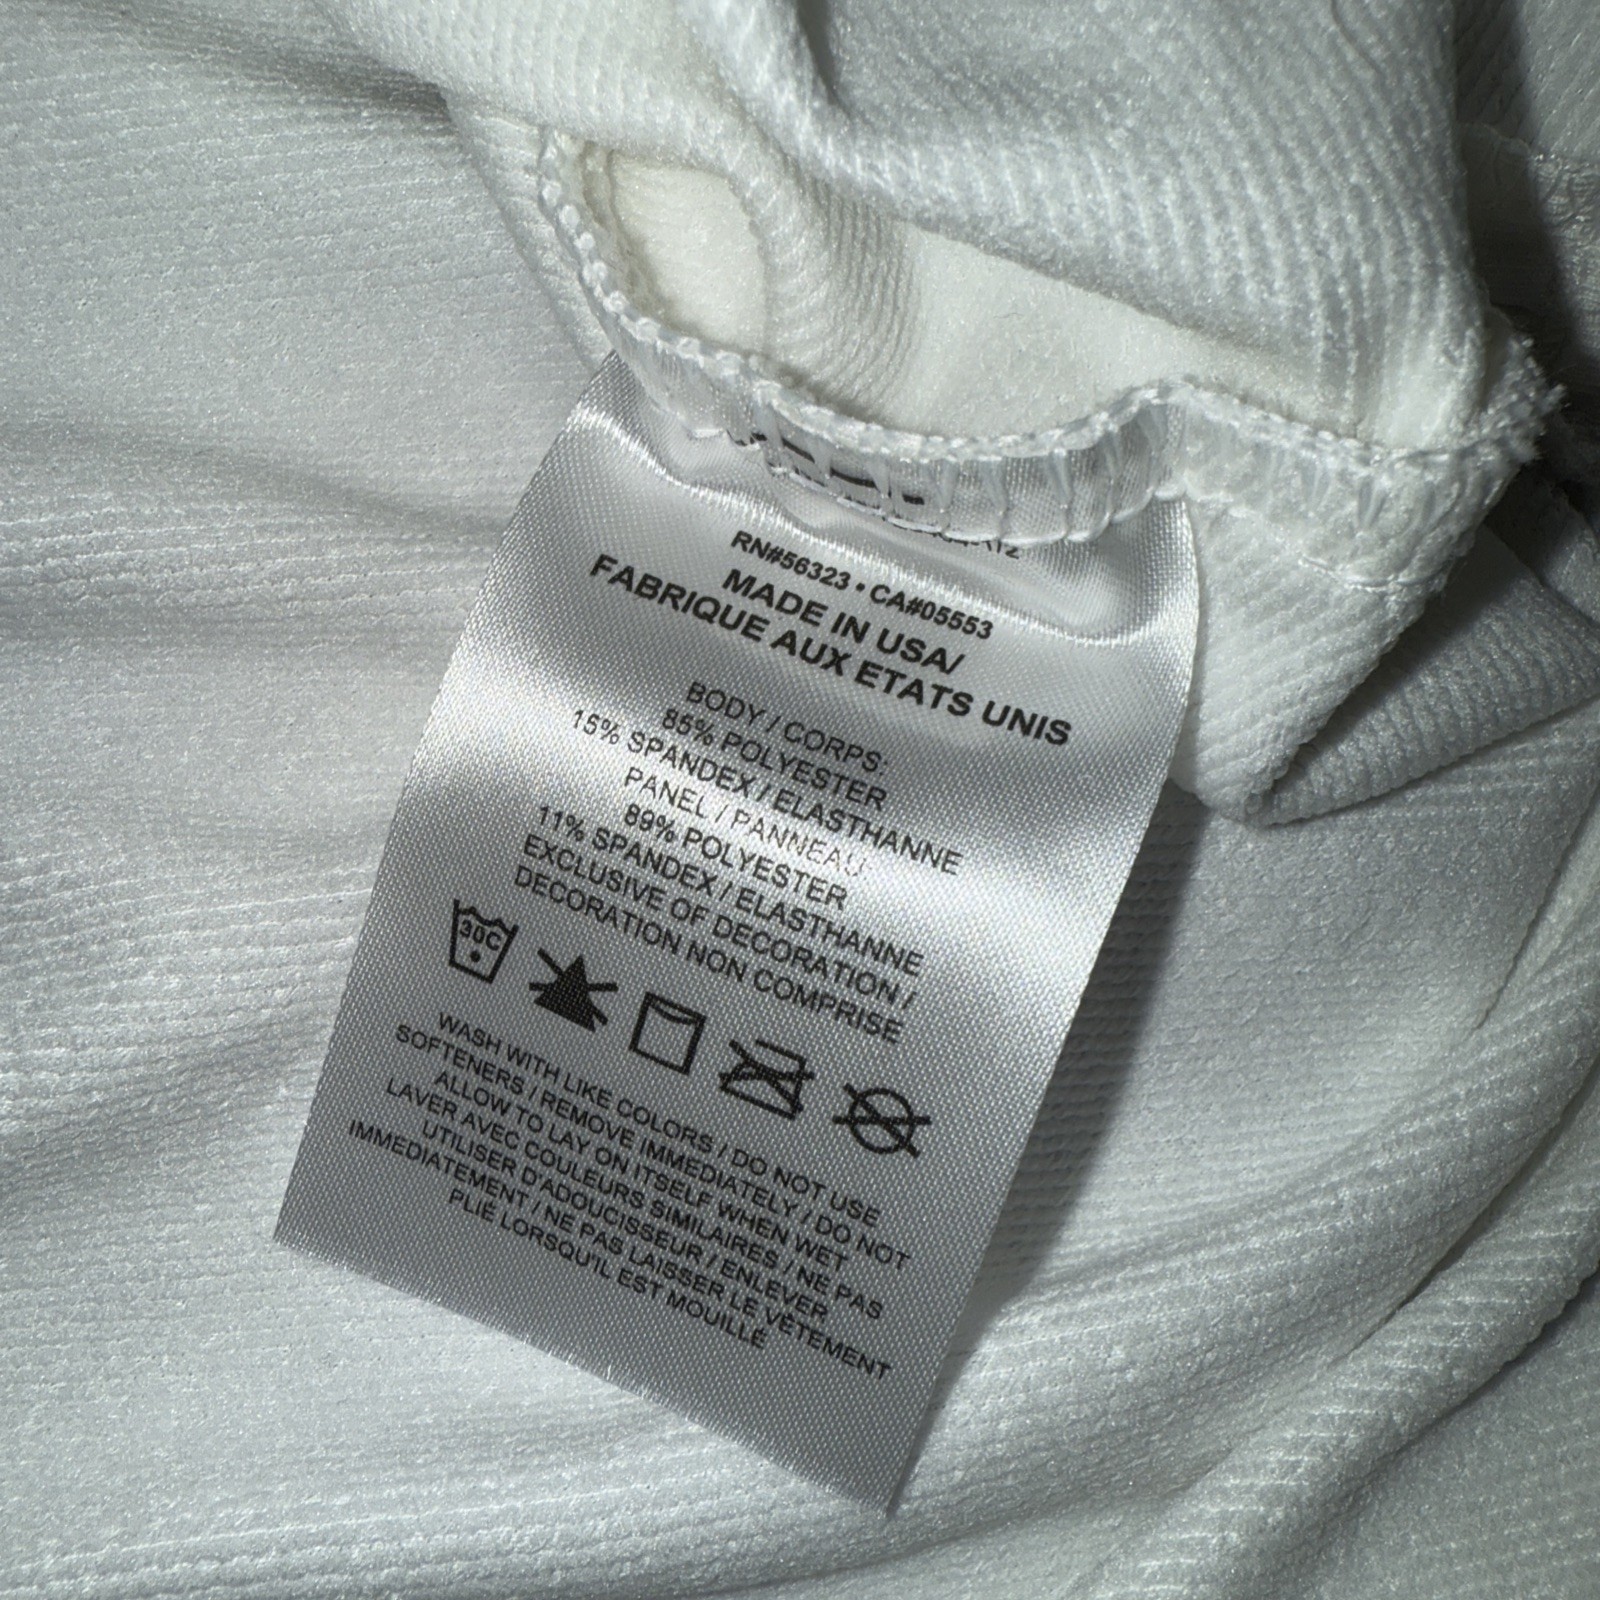 RN#56323 • CA#05553
MADE IN USA/
FABRIQUE AUX ETATS UNIS
BODY / CORPS:
85% POLYESTER
15% SPANDEX / ELASTHANNE
PANEL / PANNEAU
89% POLYESTER
11% SPANDEX / ELASTHANNE
EXCLUSIVE OF DECORATION /
DECORATION NON COMPRISE
30C
WASH WITH LIKE COLORS / DO NOT USE
SOFTENERS / REMOVE IMMEDIATELY / DO NOT
ALLOW TO LAY ON ITSELF WHEN WET
LAVER AVEC COULEURS SIMILAIRES / NE PAS
UTILISER D'ADOUCISSEUR / ENLEVER
IMMEDIATEMENT / NE PAS LAISSER LE VÊTEMENT
PLIÉ LORSQU'IL EST MOUILLÉ